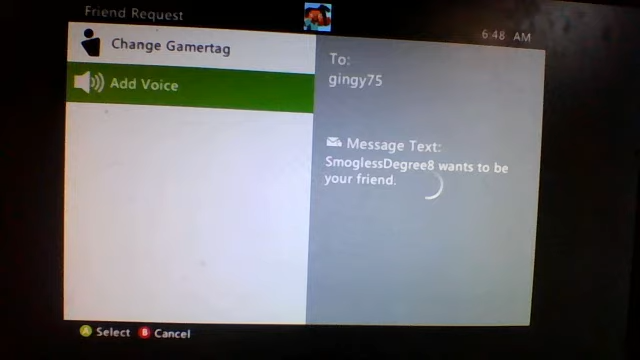 Friend Request
6:48 AM
Change Gamertag
Add Voice
To:
gingy75
Message Text:
SmoglessDegree8 wants to be
your friend.
A Select B Cancel